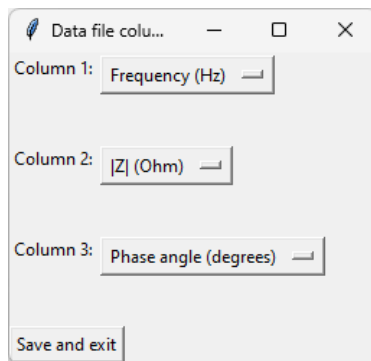 Data file colu...
Column 1: Frequency (Hz)
Column 2: |Z| (Ohm)
Column 3: Phase angle (degrees)
Save and exit